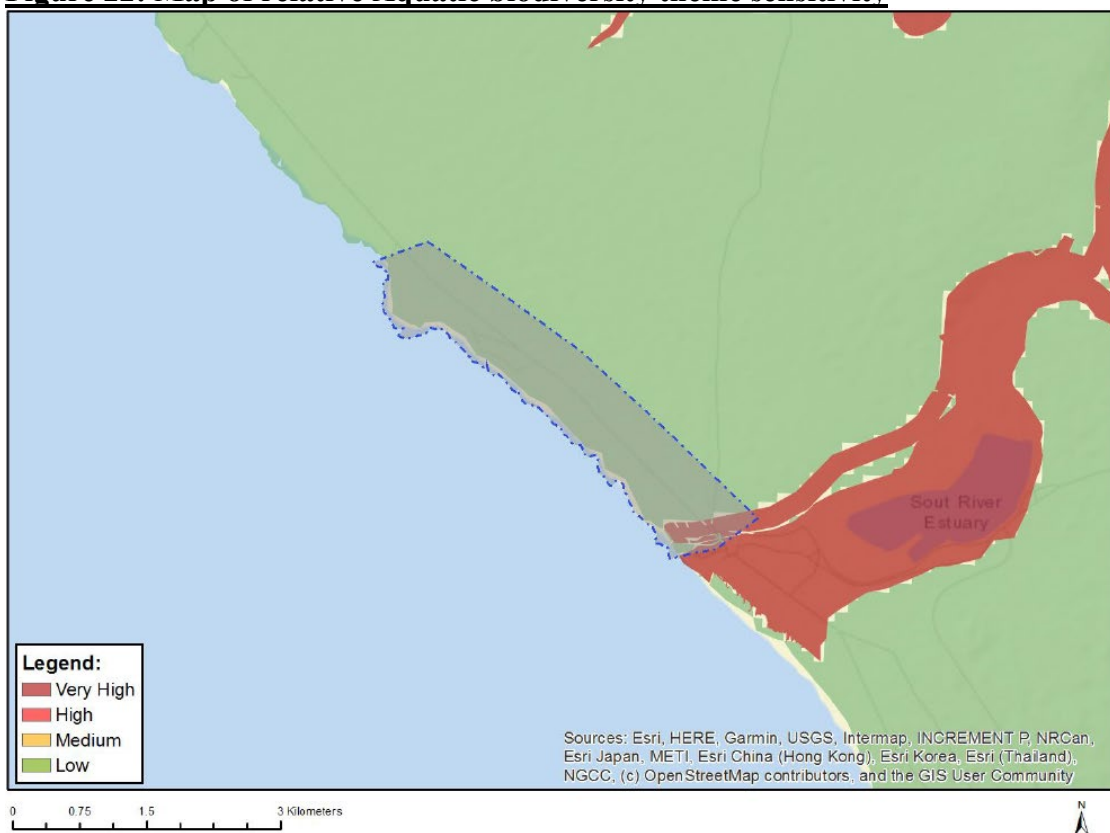 Figure 22: Map of relative Aquatic biodiversity theme sensitivity
Sout River
Estuary
Legend:
Very High
High
Medium
Low
Sources: Esri, HERE, Garmin, USGS, Intermap, INCREMENT P, NRCan,
Esri Japan, METI, Esri China (Hong Kong), Esri Korea, Esri (Thailand),
NGCC, (c) OpenStreetMap contributors, and the GIS User Community
0 0.75 1.5 3 Kilometers
N